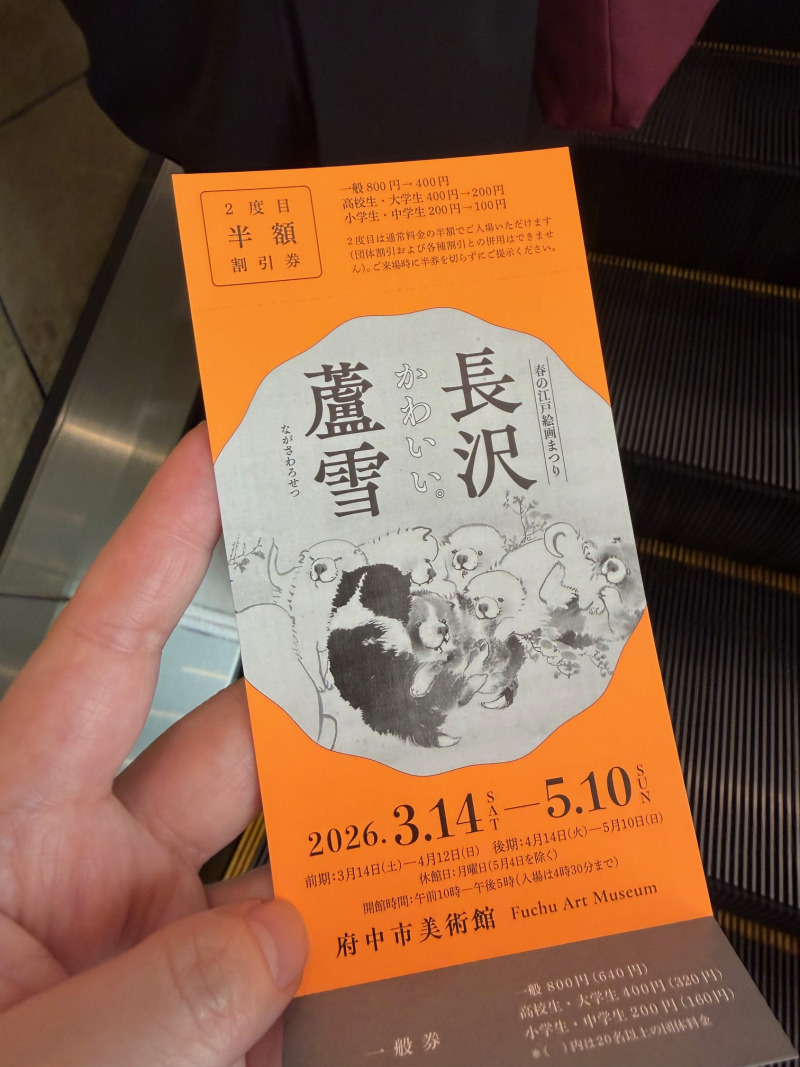 2度目
半額
割引券
一般 800円→400円
高校生・大学生 400円→200円
小学生・中学生 200円→100円
2度目は通常料金の半額でご入場いただけます
(団体割引および各種割引との併用はできませ
ん)。ご来場時に半券を切らずにご提示ください。
春の江戸絵画まつり
長沢
かわいい。
蘆雪
ながさわろせつ
2026.3.14 SAT—5.10 SUN
前期:3月14日(土)—4月12日(日) 後期:4月14日(火)—5月10日(日)
休館日:月曜日(5月4日を除く)
開館時間:午前10時—午後5時(入場は4時30分まで)
府中市美術館 Fuchu Art Museum
一般券
一般 800円(640円)
高校生・大学生 400円(320円)
小学生・中学生 200円(160円)
※( )内は20名以上の団体料金